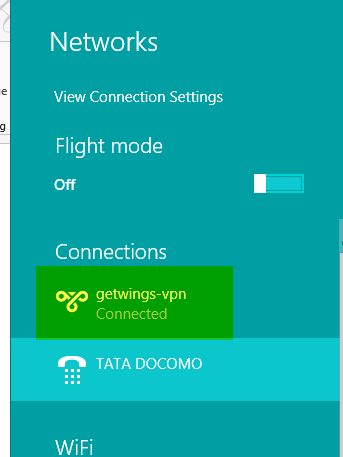 Networks
View Connection Settings
Flight mode
Off
Connections
getwings-vpn
Connected
TATA DOCOMO
WiFi